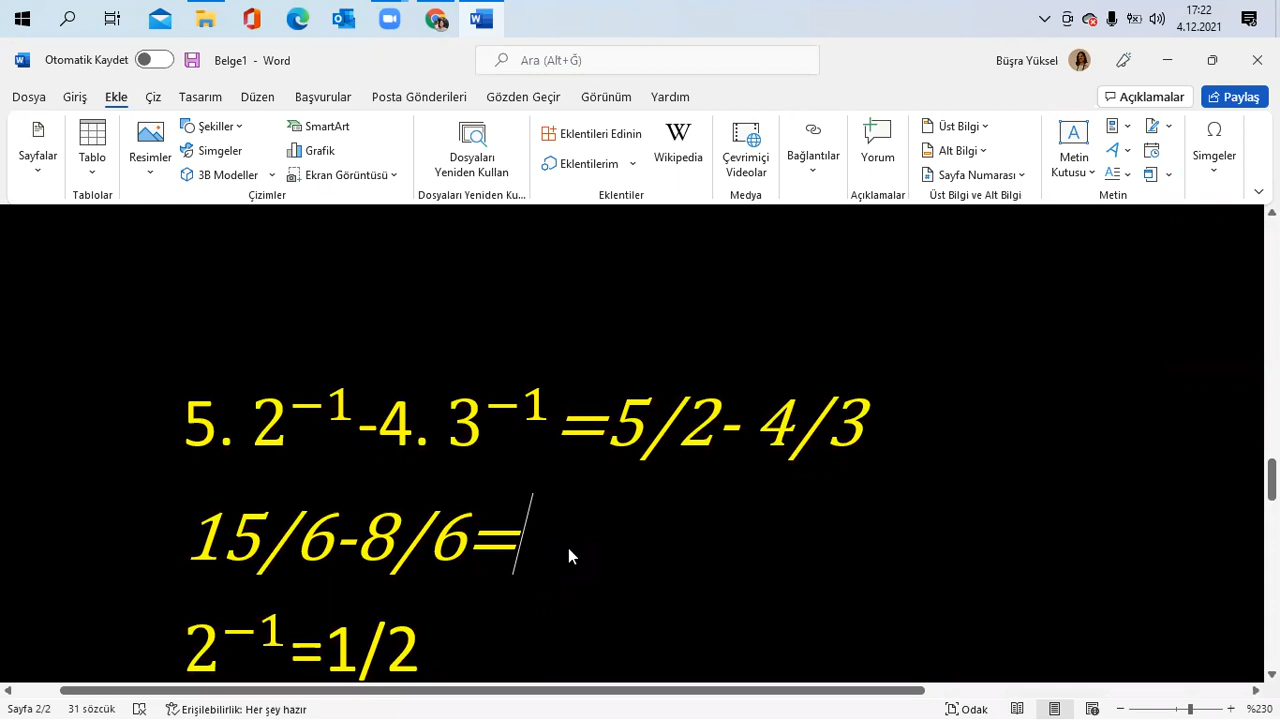 17:22
4.12.2021
Otomatik Kaydet Belge1 - Word Ara (Alt+Ğ) Büşra Yüksel
Dosya Giriş Ekle Çiz Tasarım Düzen Başvurular Posta Gönderileri Gözden Geçir Görünüm Yardım Açıklamalar Paylaş
Sayfalar Tablo Resimler Şekiller SmartArt Dosyaları Eklentileri Edinin Wikipedia Çevrimiçi Bağlantılar Yorum Üst Bilgi Metin Simgeler
Simgeler Grafik Yeniden Kullan Eklentilerim Videolar Alt Bilgi Kutusu
3B Modeller Ekran Görüntüsü Sayfa Numarası
Tablolar Çizimler Dosyaları Yeniden Ku... Eklentiler Medya Açıklamalar Üst Bilgi ve Alt Bilgi Metin
5. 2⁻¹-4. 3⁻¹=5/2- 4/3
15/6-8/6=
2⁻¹=1/2
Sayfa 2/2 31 sözcük Erişilebilirlik: Her şey hazır Odak %230